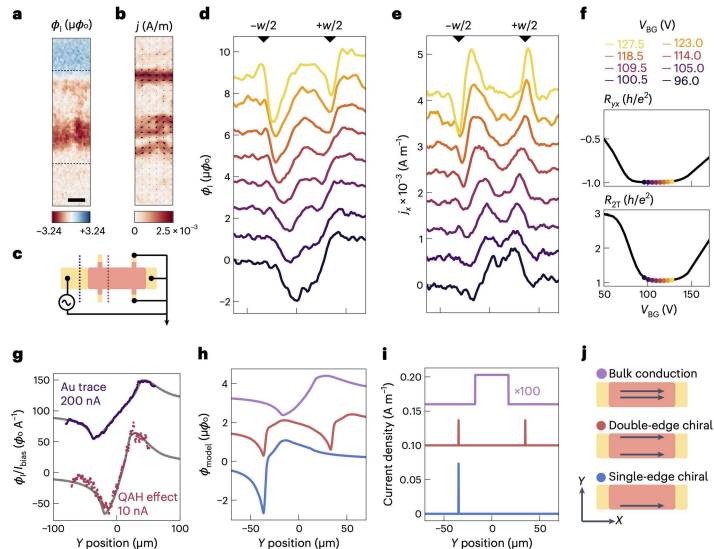 a
ϕi (μϕ₀)
−3.24 +3.24
b
j (A/m)
0 2.5 × 10⁻³
c
d
−w/2 +w/2
ϕi (μϕ₀)
10
8
6
4
2
0
−2
e
−w/2 +w/2
jx × 10⁻³ (A m⁻¹)
5
4
3
2
1
0
f
VBG (V)
127.5 123.0
118.5 114.0
109.5 105.0
100.5 96.0
Ryx (h/e²)
−0.5
−1.0
R2T (h/e²)
3
2
1
50 100 150
VBG (V)
g
ϕi/Ibias (ϕ₀ A⁻¹)
150
100
50
0
−50
Au trace
200 nA
QAH effect
10 nA
−100 0 100
Y position (μm)
h
ϕmodel (μϕ₀)
4
2
0
−2
−50 0 50
Y position (μm)
i
Current density (A m⁻¹)
0.20
0.15
0.10
0.05
0
×100
−50 0 50
Y position (μm)
j
Bulk conduction
Double-edge chiral
Single-edge chiral
Y
X